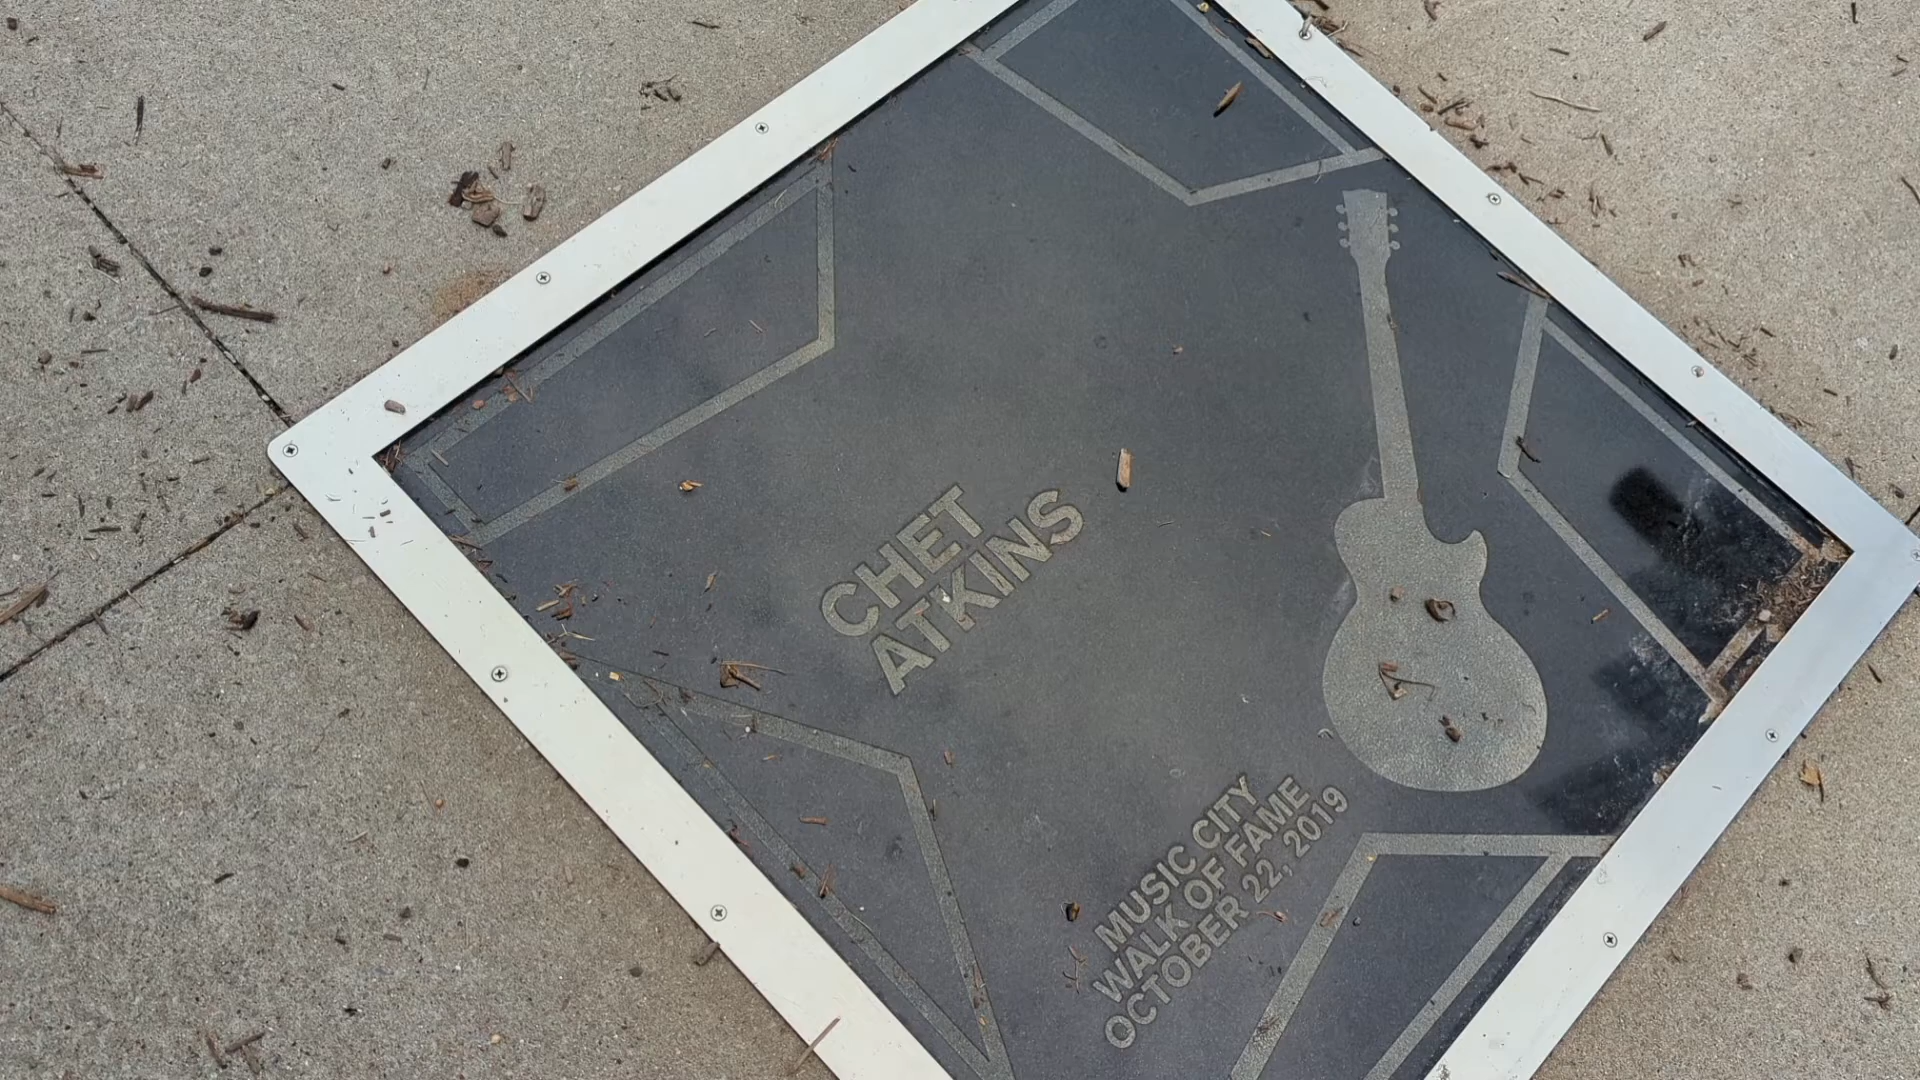 CHET
ATKINS
MUSIC CITY
WALK OF FAME
OCTOBER 22, 2019